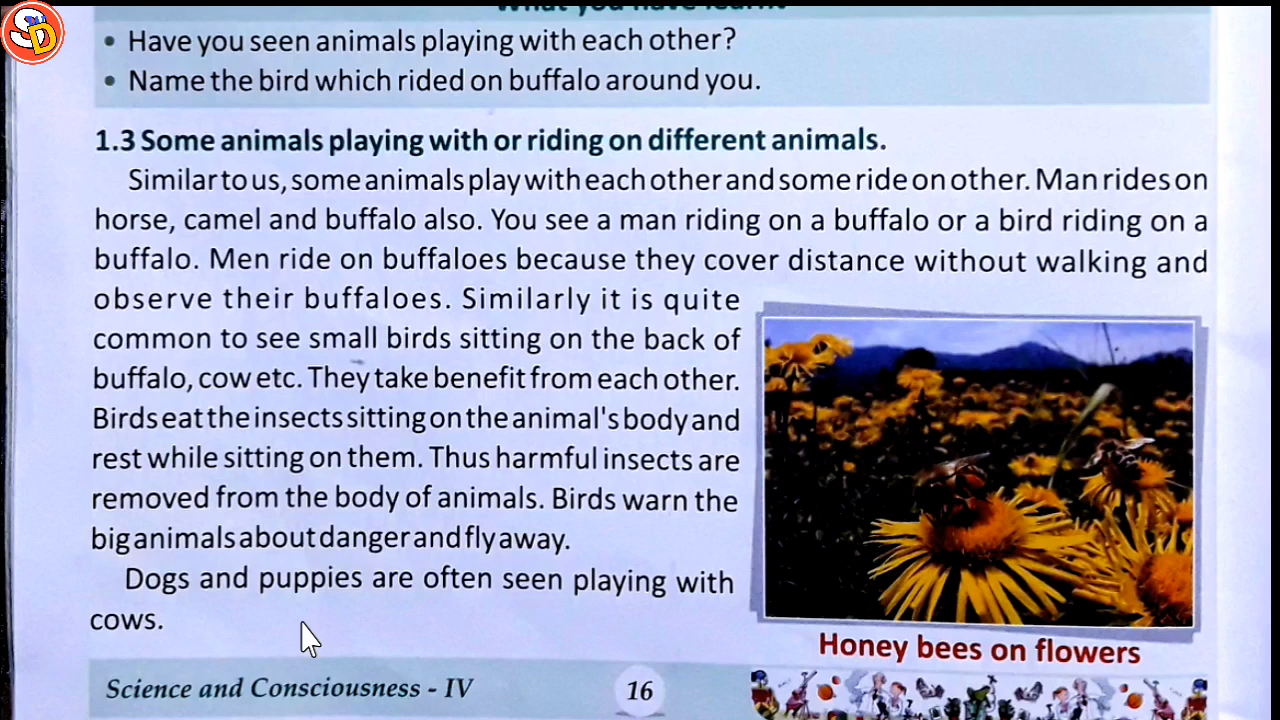 What you have learnt
• Have you seen animals playing with each other?
• Name the bird which rided on buffalo around you.
1.3 Some animals playing with or riding on different animals.
Similar to us, some animals play with each other and some ride on other. Man rides on
horse, camel and buffalo also. You see a man riding on a buffalo or a bird riding on a
buffalo. Men ride on buffaloes because they cover distance without walking and
observe their buffaloes. Similarly it is quite
common to see small birds sitting on the back of
buffalo, cow etc. They take benefit from each other.
Birds eat the insects sitting on the animal's body and
rest while sitting on them. Thus harmful insects are
removed from the body of animals. Birds warn the
big animals about danger and fly away.
Dogs and puppies are often seen playing with
cows.
Honey bees on flowers
Science and Consciousness - IV
16
SD